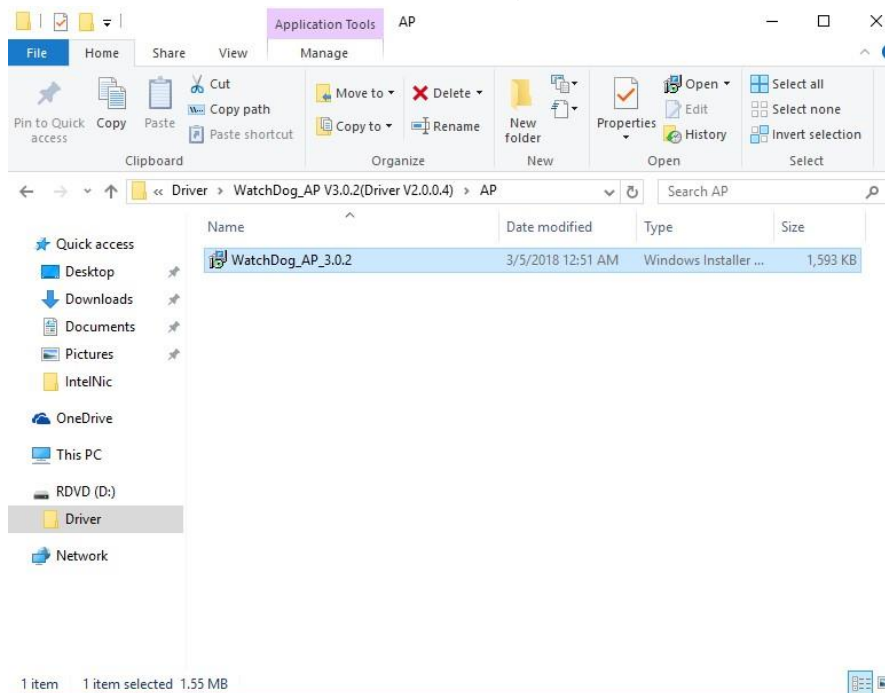 Application Tools AP
File Home Share View Manage
Pin to Quick access
Copy
Paste
Cut
Copy path
Paste shortcut
Clipboard
Move to
Copy to
Delete
Rename
Organize
New folder
New
Properties
Open
Edit
History
Open
Select all
Select none
Invert selection
Select
« Driver > WatchDog_AP V3.0.2(Driver V2.0.0.4) > AP
Search AP
Name Date modified Type Size
WatchDog_AP_3.0.2 3/5/2018 12:51 AM Windows Installer ... 1,593 KB
Quick access
Desktop
Downloads
Documents
Pictures
IntelNic
OneDrive
This PC
RDVD (D:)
Driver
Network
1 item 1 item selected 1.55 MB